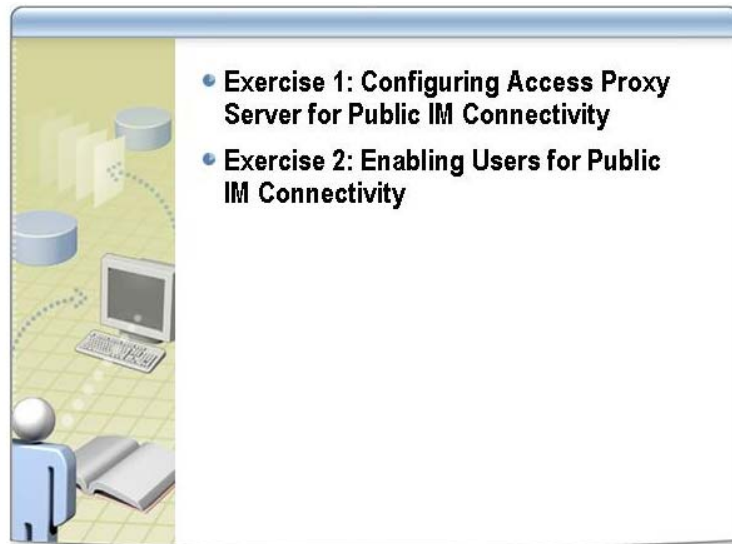 Exercise 1: Configuring Access Proxy
Server for Public IM Connectivity
Exercise 2: Enabling Users for Public
IM Connectivity